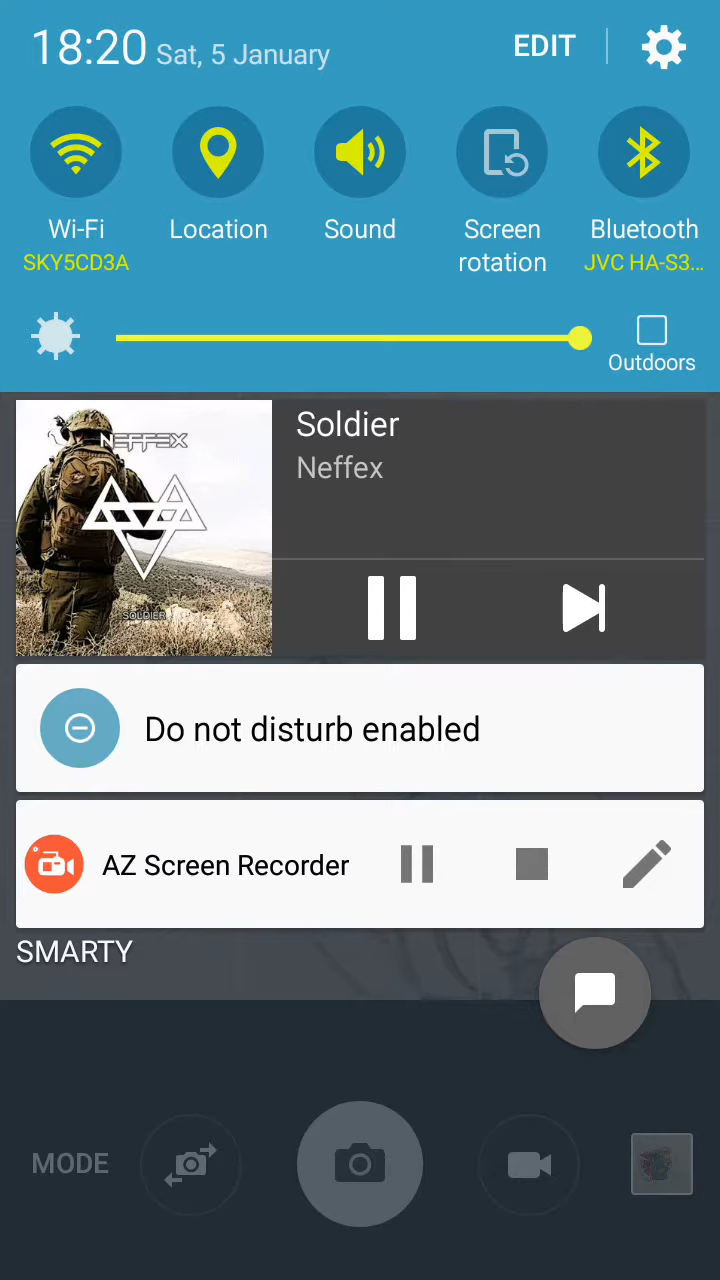 18:20 Sat, 5 January EDIT
Wi-Fi
SKY5CD3A
Location
Sound
Screen
rotation
Bluetooth
JVC HA-S3...
Outdoors
NEFFEX
SOLDIER
Soldier
Neffex
Do not disturb enabled
AZ Screen Recorder
SMARTY
MODE